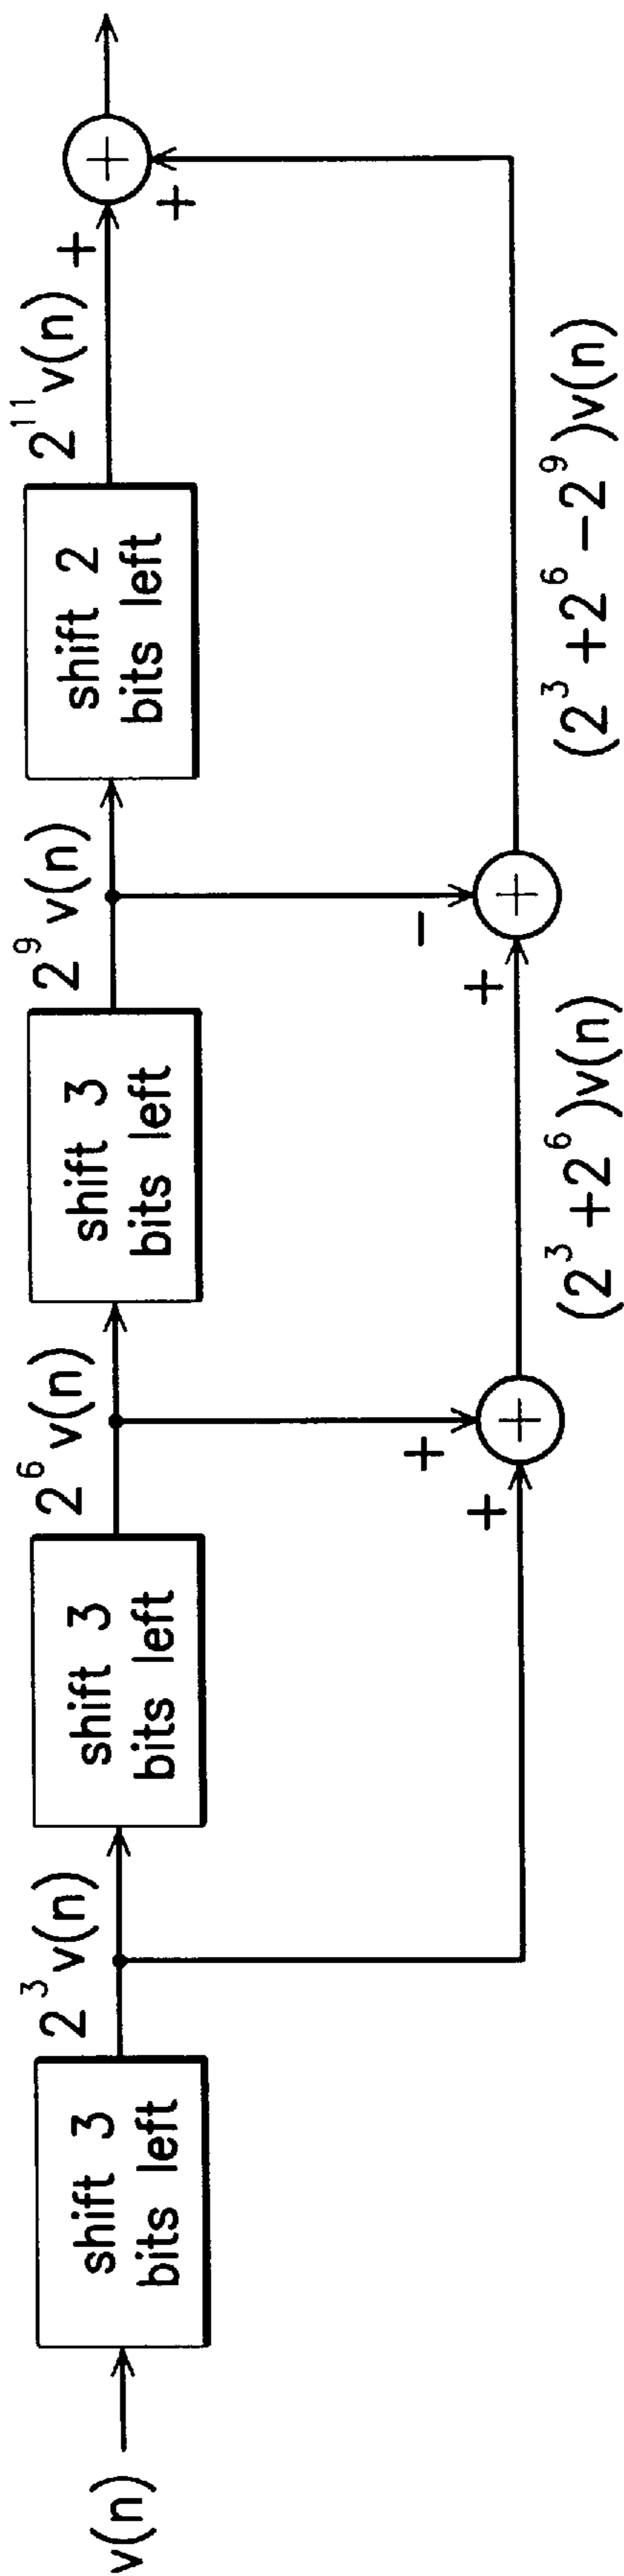 v(n)
shift 3
bits left
2³v(n)
shift 3
bits left
2⁶v(n)
shift 3
bits left
2⁹v(n)
shift 2
bits left
2¹¹v(n)
+
+
+
+
+
(2³+2⁶)v(n)
-
+
+
(2³+2⁶-2⁹)v(n)
+